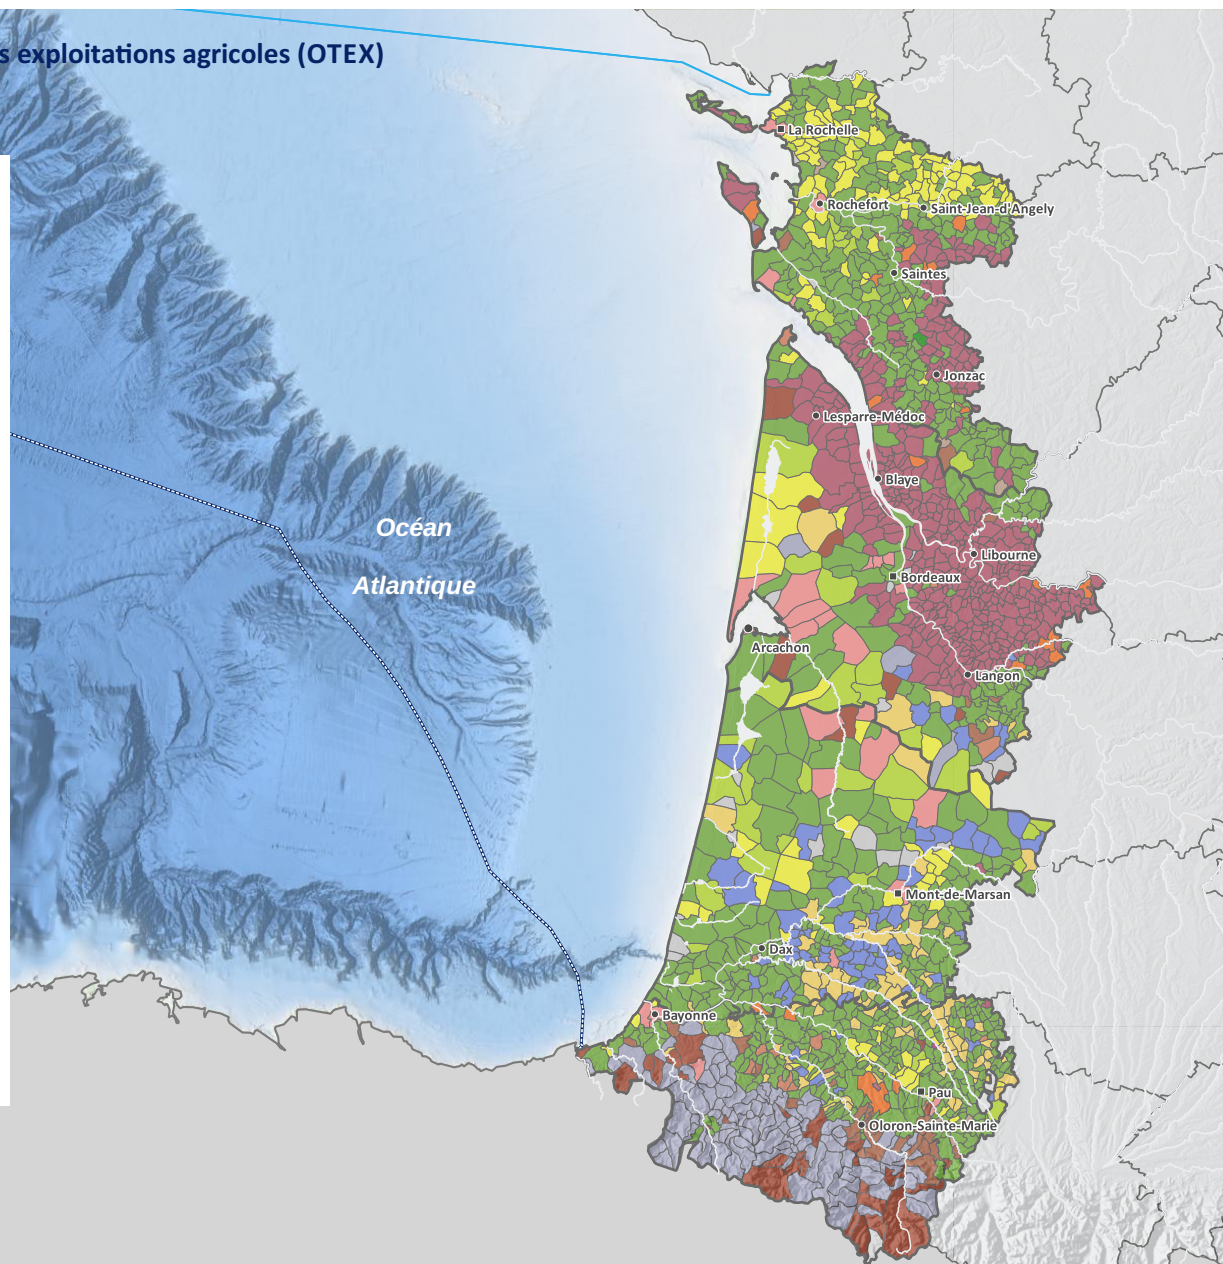 s exploitations agricoles (OTEX)
La Rochelle
Rochefort
Saint-Jean-d'Angely
Saintes
Jonzac
Lesparre-Médoc
Blaye
Océan
Atlantique
Libourne
Bordeaux
Arcachon
Langon
Mont-de-Marsan
Dax
Bayonne
Pau
Oloron-Sainte-Marie